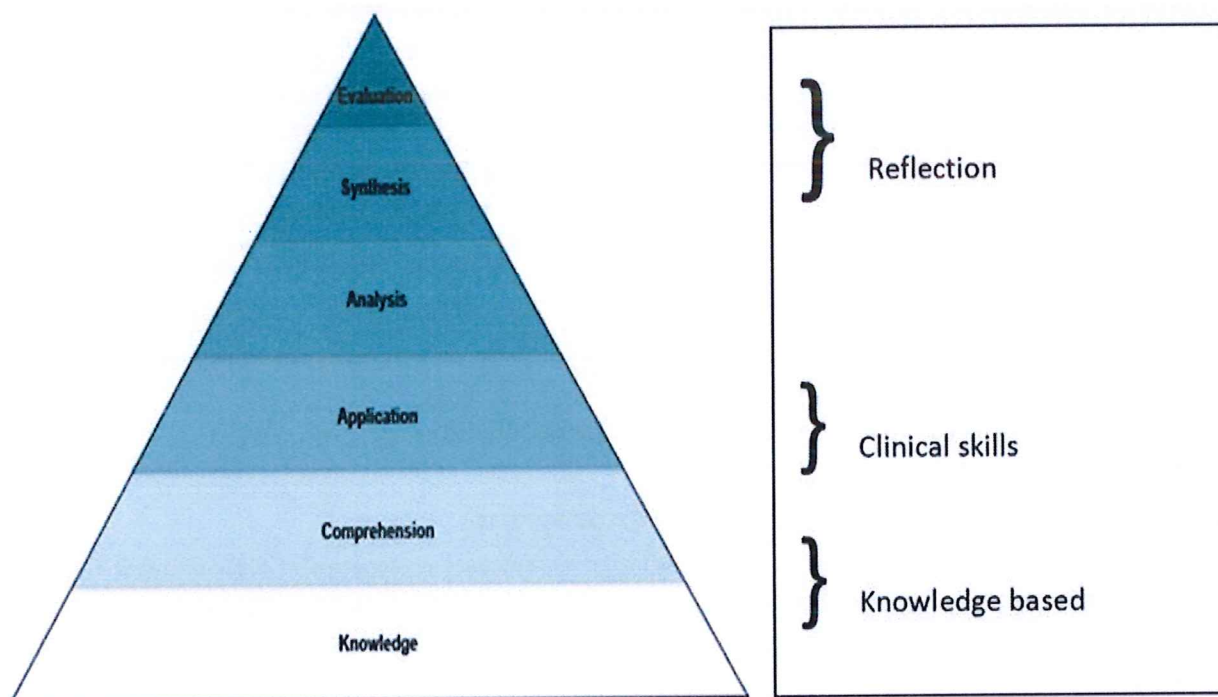 Evaluation
Synthesis
Analysis
Application
Comprehension
Knowledge
} Reflection
} Clinical skills
} Knowledge based